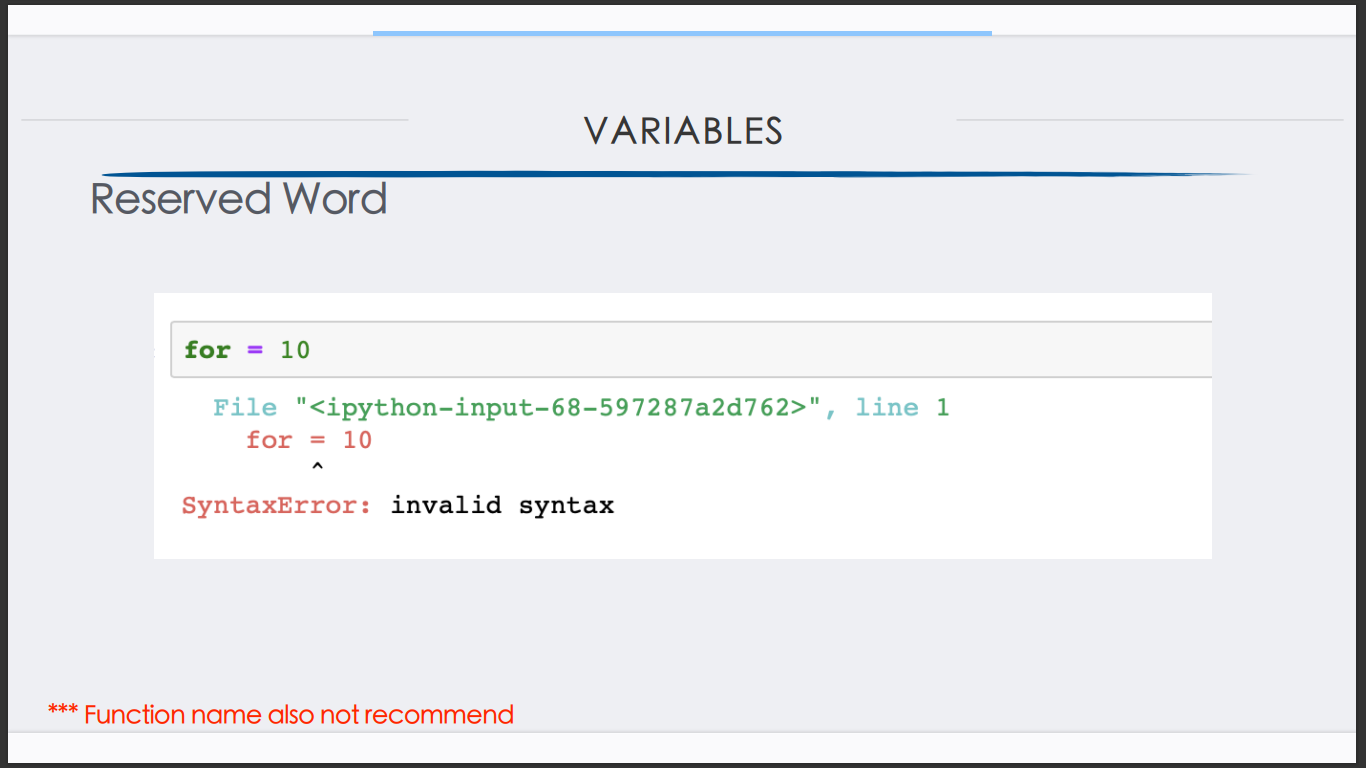 VARIABLES
Reserved Word
for = 10
File "<ipython-input-68-597287a2d762>", line 1
for = 10
^
SyntaxError: invalid syntax
*** Function name also not recommend